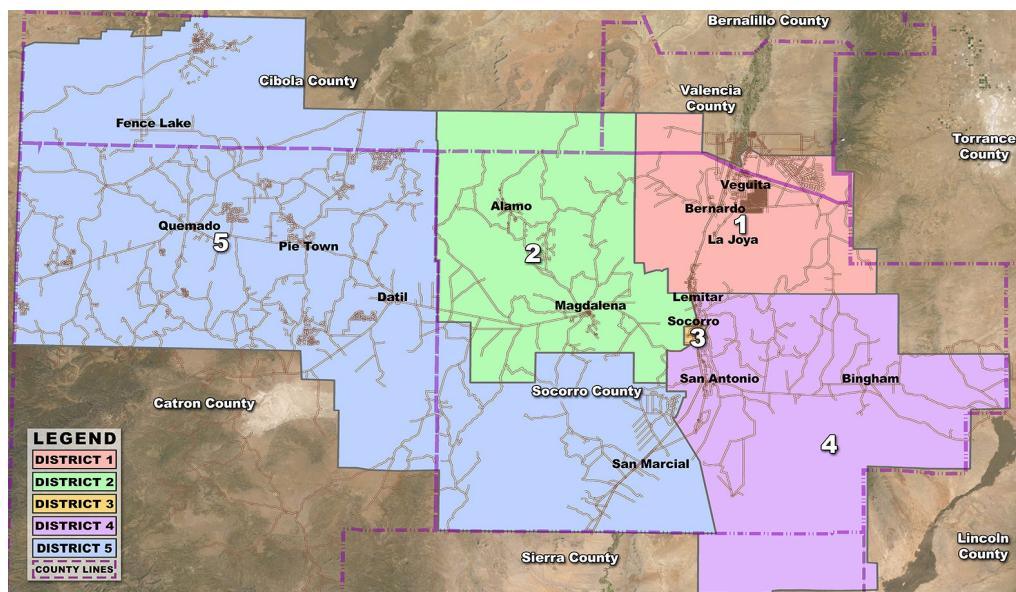 Bernalillo County
Cibola County
Valencia
County
Fence Lake
Torrance
County
Veguita
Alamo
Bernardo
Quemado
1
5
Pie Town
2
La Joya
Datil
Magdalena
Lemitar
Socorro
3
San Antonio
Bingham
Socorro County
Catron County
4
San Marcial
LEGEND
DISTRICT 1
DISTRICT 2
DISTRICT 3
DISTRICT 4
DISTRICT 5
COUNTY LINES
Sierra County
Lincoln
County